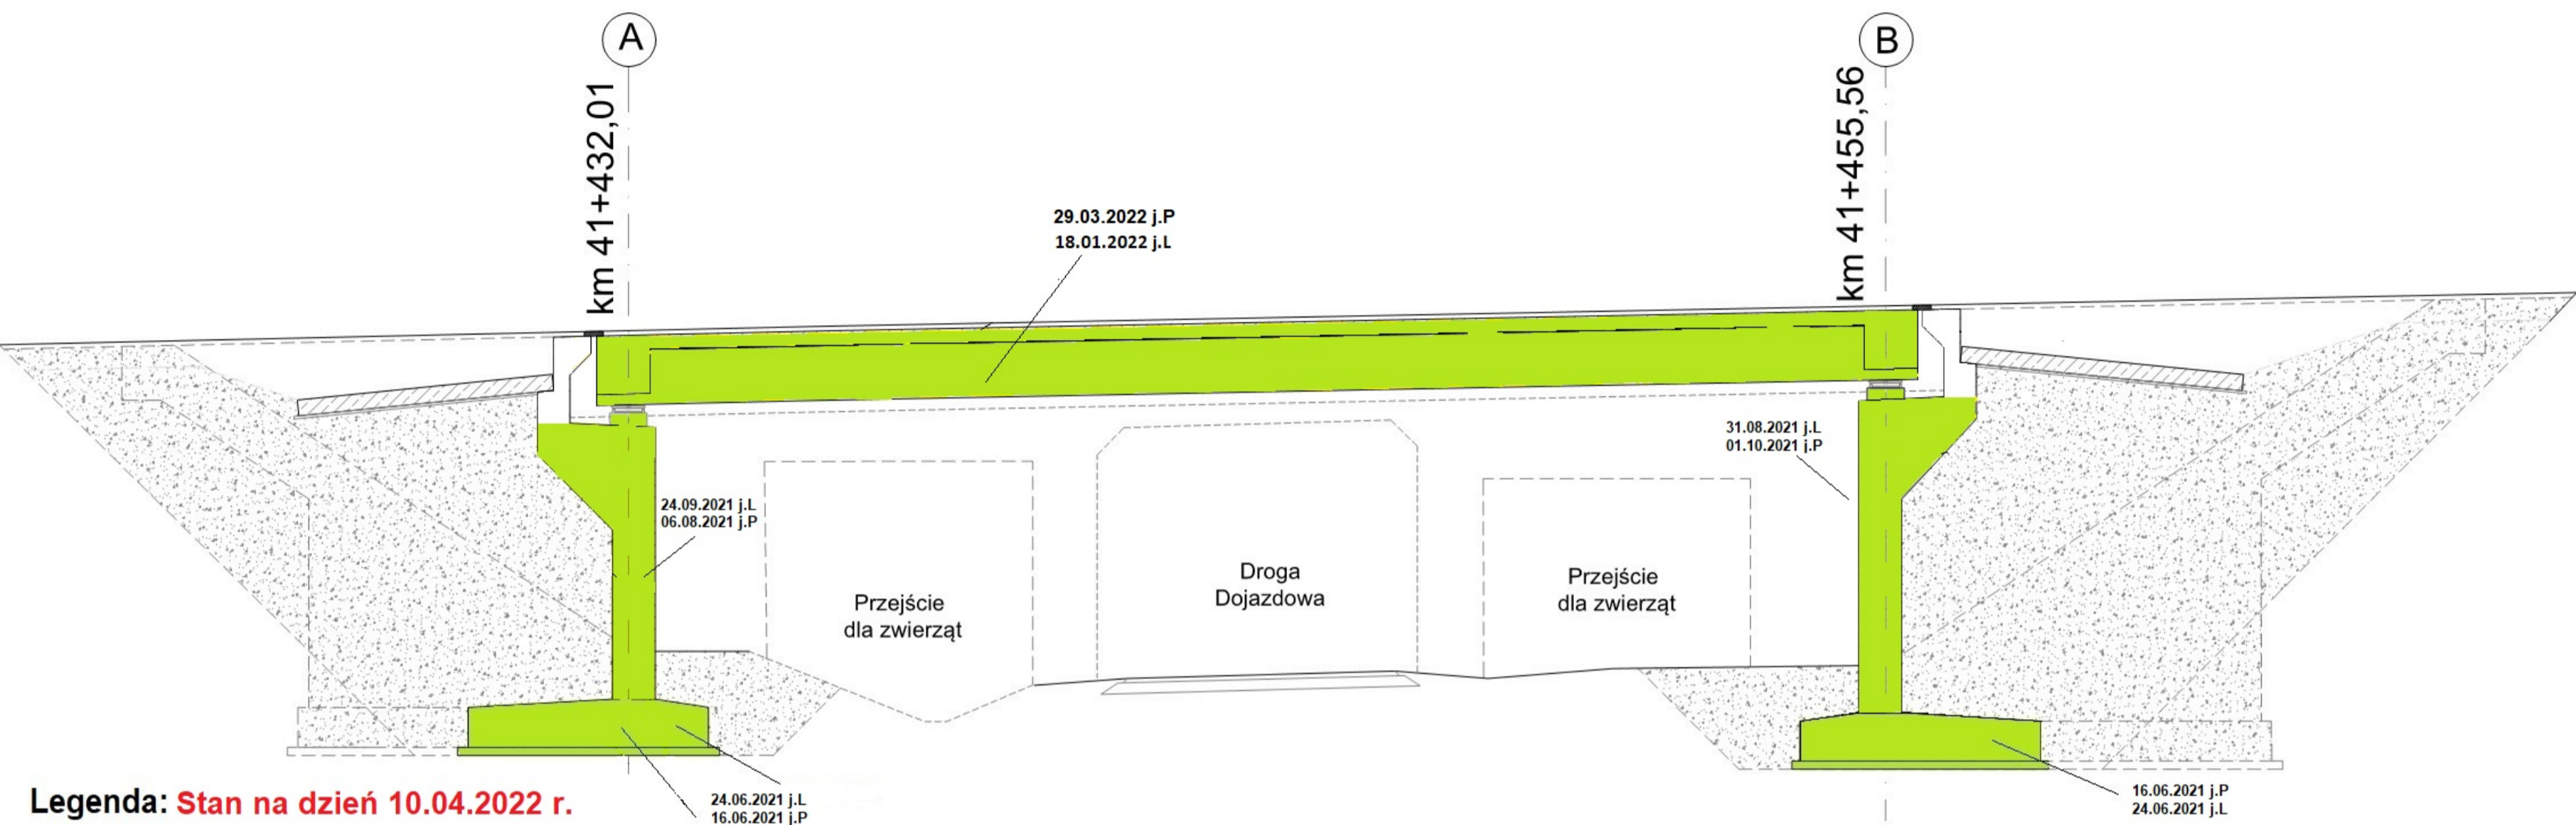 A
B
km 41+432,01
km 41+455,56
29.03.2022 j.P
18.01.2022 j.L
31.08.2021 j.L
01.10.2021 j.P
24.09.2021 j.L
06.08.2021 j.P
Przejście
dla zwierząt
Droga
Dojazdowa
Przejście
dla zwierząt
Legenda: Stan na dzień 10.04.2022 r.
24.06.2021 j.L
16.06.2021 j.P
16.06.2021 j.P
24.06.2021 j.L